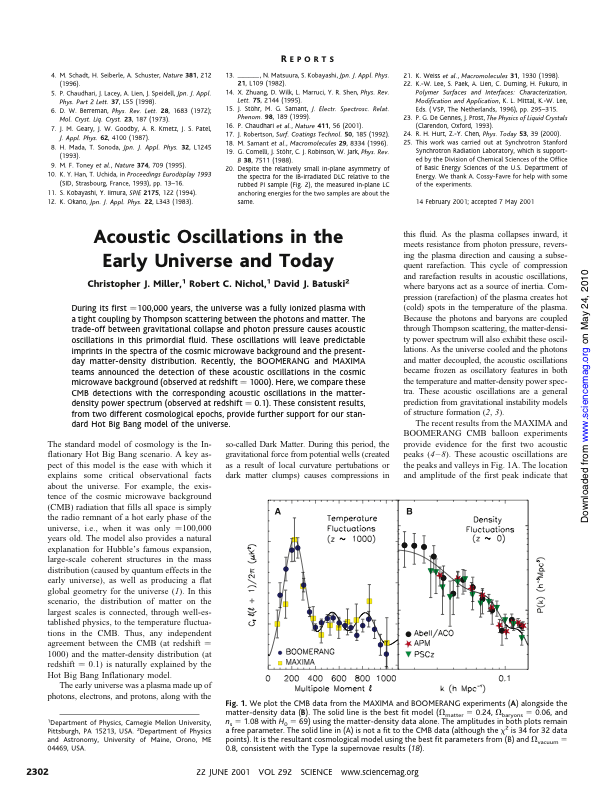 REPORTS
4. M. Schadt, H. Seiberle, A. Schuster, Nature 381, 212
(1996).
5. P. Chaudhari, J. Lacey, A. Lien, J. Speidell, Jpn. J. Appl.
Phys. Part 2 Lett. 37, L55 (1998).
6. D. W. Berreman, Phys. Rev. Lett. 28, 1683 (1972);
Mol. Cryst. Liq. Cryst. 23, 187 (1973).
7. J. M. Geary, J. W. Goodby, A. R. Kmetz, J. S. Patel,
J. Appl. Phys. 62, 4100 (1987).
8. H. Mada, T. Sonoda, Jpn. J. Appl. Phys. 32, L1245
(1993).
9. M. F. Toney et al., Nature 374, 709 (1995).
10. K. Y. Han, T. Uchida, in Proceedings Eurodisplay 1993
(SID, Strasbourg, France, 1993), pp. 13–16.
11. S. Kobayashi, Y. Iimura, SPIE 2175, 122 (1994).
12. K. Okano, Jpn. J. Appl. Phys. 22, L343 (1983).
13. ______, N. Matsuura, S. Kobayashi, Jpn. J. Appl. Phys.
21, L109 (1982).
14. X. Zhuang, D. Wilk, L. Marruci, Y. R. Shen, Phys. Rev.
Lett. 75, 2144 (1995).
15. J. Stöhr, M. G. Samant, J. Electr. Spectrosc. Relat.
Phenom. 98, 189 (1999).
16. P. Chaudhari et al., Nature 411, 56 (2001).
17. J. Robertson, Surf. Coatings Technol. 50, 185 (1992).
18. M. Samant et al., Macromolecules 29, 8334 (1996).
19. G. Comelli, J. Stöhr, C. J. Robinson, W. Jark, Phys. Rev.
B 38, 7511 (1988).
20. Despite the relatively small in-plane asymmetry of
the spectra for the IB-irradiated DLC relative to the
rubbed PI sample (Fig. 2), the measured in-plane LC
anchoring energies for the two samples are about the
same.
21. K. Weiss et al., Macromolecules 31, 1930 (1998).
22. K.-W. Lee, S. Paek, A. Lien, C. Durning, H. Fukuro, in
Polymer Surfaces and Interfaces: Characterization,
Modification and Application, K. L. Mittal, K.-W. Lee,
Eds. (VSP, The Netherlands, 1996), pp. 295–315.
23. P. G. De Gennes, J. Prost, The Physics of Liquid Crystals
(Clarendon, Oxford, 1993).
24. R. H. Hurt, Z.-Y. Chen, Phys. Today 53, 39 (2000).
25. This work was carried out at Synchrotron Stanford
Synchrotron Radiation Laboratory, which is support-
ed by the Division of Chemical Sciences of the Office
of Basic Energy Sciences of the U.S. Department of
Energy. We thank A. Cossy-Favre for help with some
of the experiments.
14 February 2001; accepted 7 May 2001
Acoustic Oscillations in the
Early Universe and Today
Christopher J. Miller,1 Robert C. Nichol,1 David J. Batuski2
During its first ≈100,000 years, the universe was a fully ionized plasma with
a tight coupling by Thompson scattering between the photons and matter. The
trade-off between gravitational collapse and photon pressure causes acoustic
oscillations in this primordial fluid. These oscillations will leave predictable
imprints in the spectra of the cosmic microwave background and the present-
day matter-density distribution. Recently, the BOOMERANG and MAXIMA
teams announced the detection of these acoustic oscillations in the cosmic
microwave background (observed at redshift ≈ 1000). Here, we compare these
CMB detections with the corresponding acoustic oscillations in the matter-
density power spectrum (observed at redshift ≈ 0.1). These consistent results,
from two different cosmological epochs, provide further support for our stan-
dard Hot Big Bang model of the universe.
The standard model of cosmology is the In-
flationary Hot Big Bang scenario. A key as-
pect of this model is the ease with which it
explains some critical observational facts
about the universe. For example, the exis-
tence of the cosmic microwave background
(CMB) radiation that fills all space is simply
the radio remnant of a hot early phase of the
universe, i.e., when it was only ≈100,000
years old. The model also provides a natural
explanation for Hubble's famous expansion,
large-scale coherent structures in the mass
distribution (caused by quantum effects in the
early universe), as well as producing a flat
global geometry for the universe (1). In this
scenario, the distribution of matter on the
largest scales is connected, through well-es-
tablished physics, to the temperature fluctua-
tions in the CMB. Thus, any independent
agreement between the CMB (at redshift ≈
1000) and the matter-density distribution (at
redshift ≈ 0.1) is naturally explained by the
Hot Big Bang Inflationary model.
The early universe was a plasma made up of
photons, electrons, and protons, along with the
so-called Dark Matter. During this period, the
gravitational force from potential wells (created
as a result of local curvature pertubations or
dark matter clumps) causes compressions in
this fluid. As the plasma collapses inward, it
meets resistance from photon pressure, revers-
ing the plasma direction and causing a subse-
quent rarefaction. This cycle of compression
and rarefaction results in acoustic oscillations,
where baryons act as a source of inertia. Com-
pression (rarefaction) of the plasma creates hot
(cold) spots in the temperature of the plasma.
Because the photons and baryons are coupled
through Thompson scattering, the matter-densi-
ty power spectrum will also exhibit these oscil-
lations. As the universe cooled and the photons
and matter decoupled, the acoustic oscillations
became frozen as oscillatory features in both
the temperature and matter-density power spec-
tra. These acoustic oscillations are a general
prediction from gravitational instability models
of structure formation (2, 3).
The recent results from the MAXIMA and
BOOMERANG CMB balloon experiments
provide evidence for the first two acoustic
peaks (4–8). These acoustic oscillations are
the peaks and valleys in Fig. 1A. The location
and amplitude of the first peak indicate that
A
Temperature
Fluctuations
(z ~ 1000)
BOOMERANG
MAXIMA
Cℓ ℓ(ℓ + 1)/2π (μK²)
0 200 400 600 800 1000
Multipole Moment ℓ
B
Density
Fluctuations
(z ~ 0)
Abell/ACO
APM
PSCz
P(k) (h⁻³Mpc³)
0.1
k (h Mpc⁻¹)
Fig. 1. We plot the CMB data from the MAXIMA and BOOMERANG experiments (A) alongside the
matter-density data (B). The solid line is the best fit model (Ωmatter = 0.24, Ωbaryons = 0.06, and
ns = 1.08 with H0 = 69) using the matter-density data alone. The amplitudes in both plots remain
a free parameter. The solid line in (A) is not a fit to the CMB data (although the χ² is 34 for 32 data
points). It is the resultant cosmological model using the best fit parameters from (B) and Ωvacuum =
0.8, consistent with the Type Ia supernovae results (18).
1Department of Physics, Carnegie Mellon University,
Pittsburgh, PA 15213, USA. 2Department of Physics
and Astronomy, University of Maine, Orono, ME
04469, USA.
2302
22 JUNE 2001 VOL 292 SCIENCE www.sciencemag.org
Downloaded from www.sciencemag.org on May 24, 2010